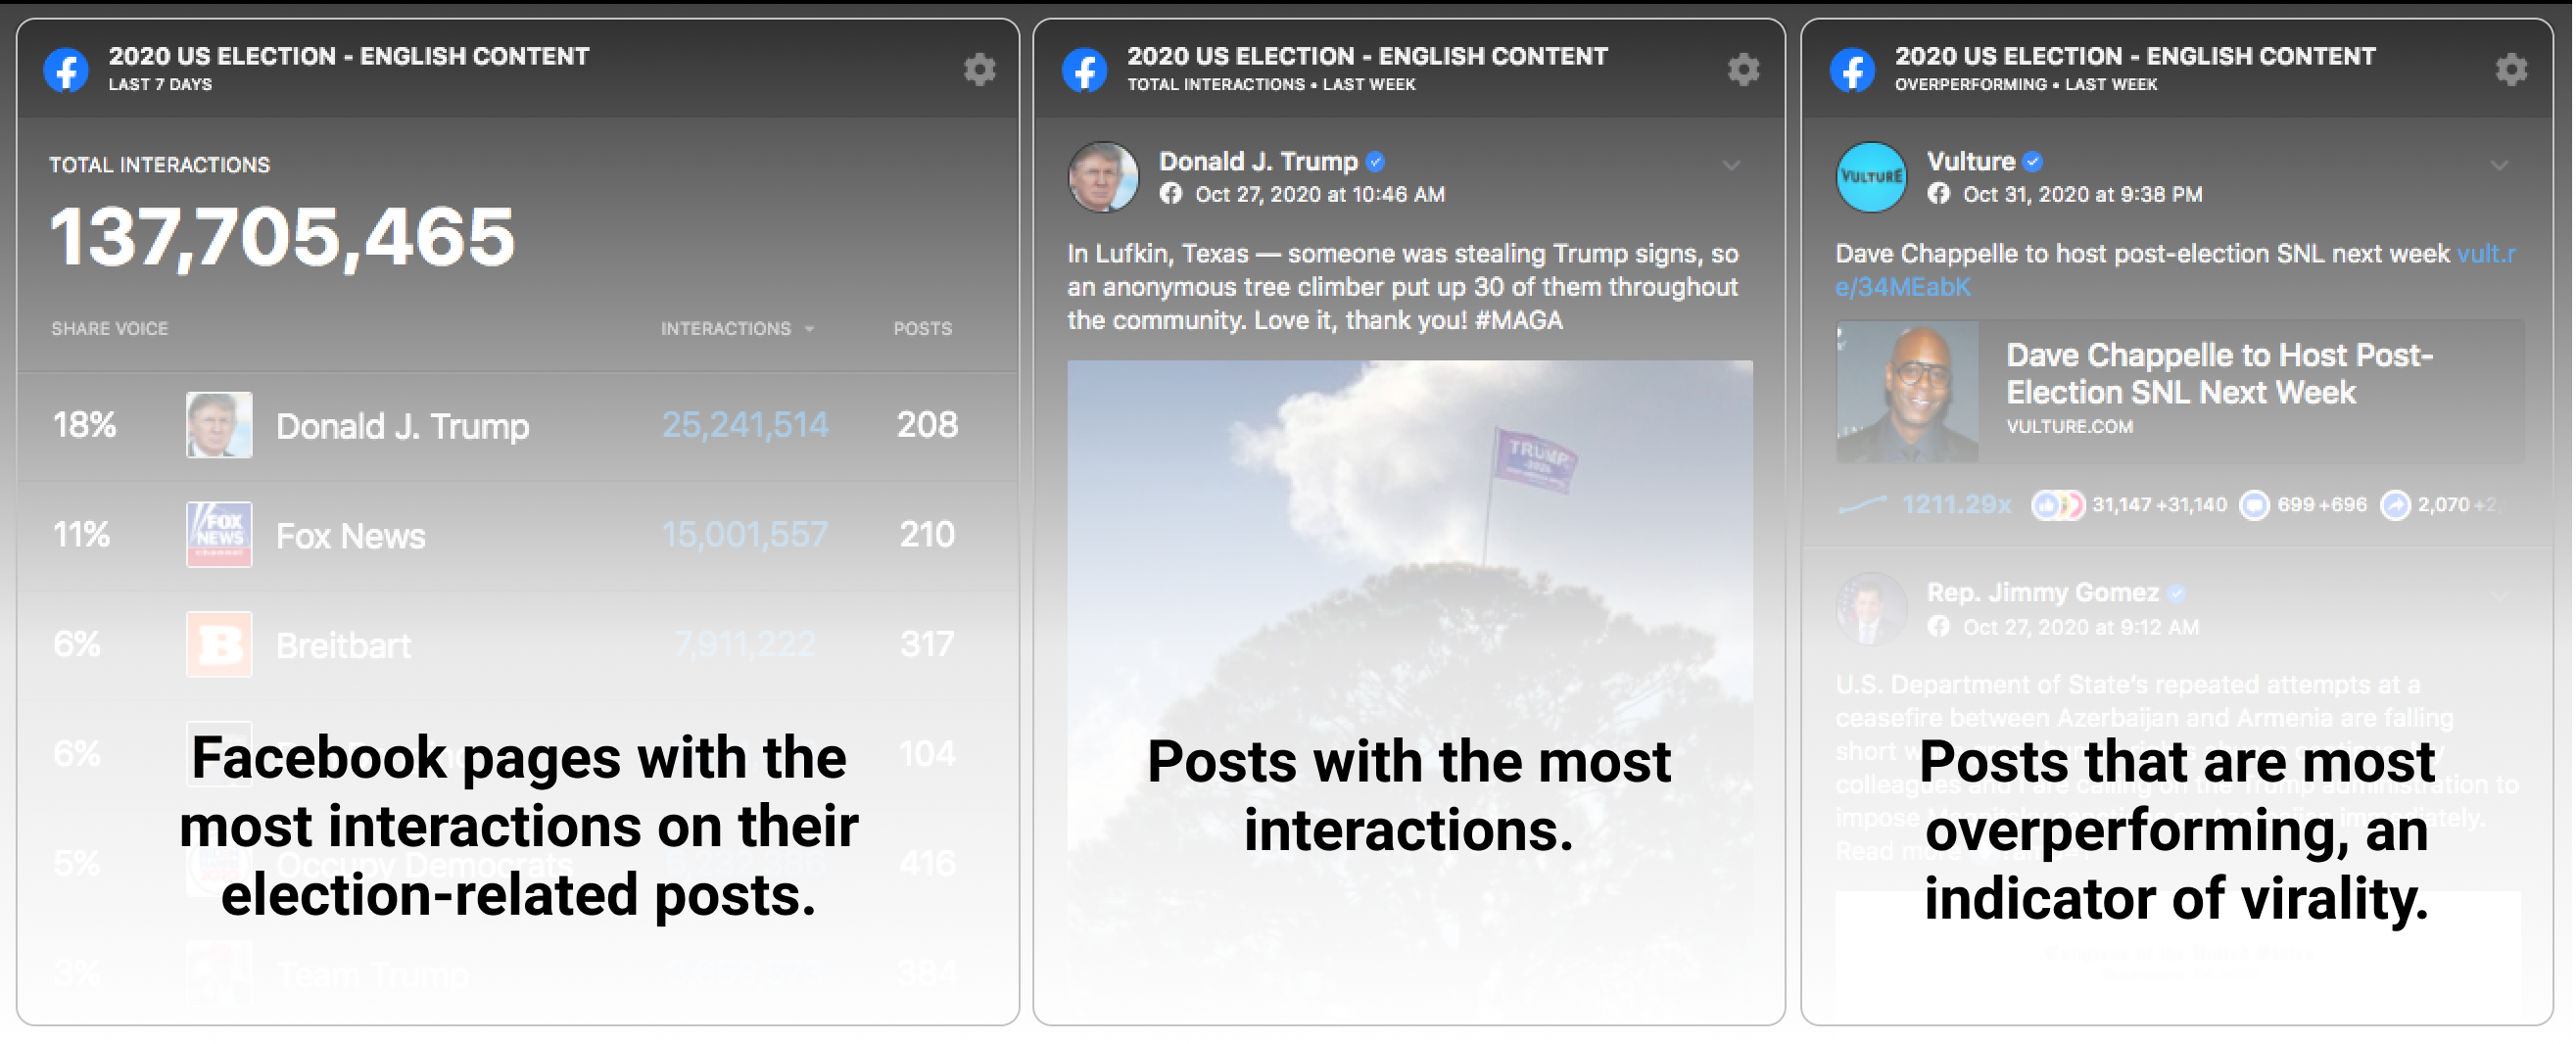 2020 US ELECTION - ENGLISH CONTENT
LAST 7 DAYS
TOTAL INTERACTIONS
137,705,465
SHARE VOICE INTERACTIONS POSTS
18% Donald J. Trump 25,241,514 208
11% FOX NEWS channel Fox News 15,001,557 210
6% B Breitbart 7,911,222 317
6% 104
5% Occupy Democrats 416
3% Team Trump 384
Facebook pages with the
most interactions on their
election-related posts.
2020 US ELECTION - ENGLISH CONTENT
TOTAL INTERACTIONS • LAST WEEK
Donald J. Trump
Oct 27, 2020 at 10:46 AM
In Lufkin, Texas — someone was stealing Trump signs, so
an anonymous tree climber put up 30 of them throughout
the community. Love it, thank you! #MAGA
TRUMP
2020
Posts with the most
interactions.
2020 US ELECTION - ENGLISH CONTENT
OVERPERFORMING • LAST WEEK
VULTURE
Vulture
Oct 31, 2020 at 9:38 PM
Dave Chappelle to host post-election SNL next week vult.r
e/34MEabK
Dave Chappelle to Host Post-
Election SNL Next Week
VULTURE.COM
1211.29x 31,147 +31,140 699 +696 2,070 +2
Rep. Jimmy Gomez
Oct 27, 2020 at 9:12 AM
U.S. Department of State's repeated attempts at a
ceasefire between Azerbaijan and Armenia are falling
short
colleagues and I are calling on the Trump administration to
impose immediately.
Read more
Posts that are most
overperforming, an
indicator of virality.